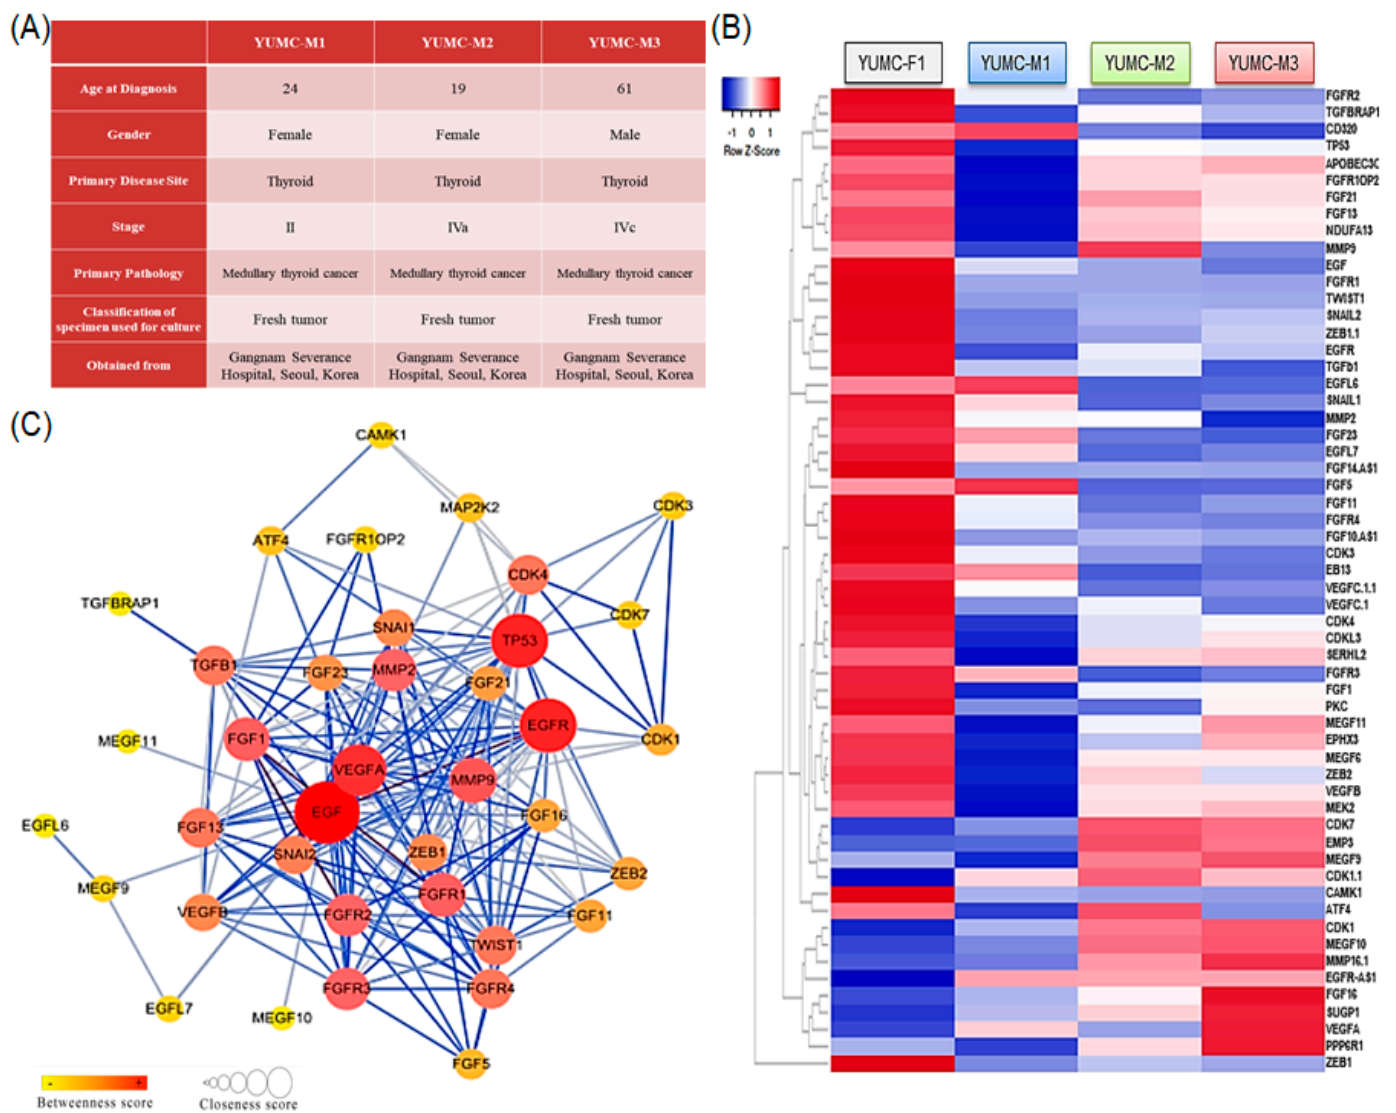 (A)
YUMC-M1 YUMC-M2 YUMC-M3
Age at Diagnosis 24 19 61
Gender Female Female Male
Primary Disease Site Thyroid Thyroid Thyroid
Stage II IVa IVc
Primary Pathology Medullary thyroid cancer Medullary thyroid cancer Medullary thyroid cancer
Classification of
specimen used for culture Fresh tumor Fresh tumor Fresh tumor
Obtained from Gangnam Severance Gangnam Severance Gangnam Severance
Hospital, Seoul, Korea Hospital, Seoul, Korea Hospital, Seoul, Korea
(B)
YUMC-F1 YUMC-M1 YUMC-M2 YUMC-M3
-1 0 1
Row Z-Score
FGFR2
TGFBRAP1
CD320
TP53
APOBEC3C
FGFR1OP2
FGF21
FGF13
NDUFA13
MMP9
EGF
FGFR1
TWIST1
SNAIL2
ZEB1.1
EGFR
TGFb1
EGFL6
SNAIL1
MMP2
FGF23
EGFL7
FGF14.AS1
FGF5
FGF11
FGFR4
FGF10.AS1
CDK3
EB13
VEGFC.1.1
VEGFC.1
CDK4
CDKL3
SERHL2
FGFR3
FGF1
PKC
MEGF11
EPHX3
MEGF6
ZEB2
VEGFB
MEK2
CDK7
EMP3
MEGF9
CDK1.1
CAMK1
ATF4
CDK1
MEGF10
MMP16.1
EGFR-AS1
FGF16
SUGP1
VEGFA
PPP6R1
ZEB1
(C)
CAMK1
MAP2K2
CDK3
ATF4
FGFR1OP2
CDK4
TGFBRAP1
CDK7
SNAI1
TP53
TGFB1
FGF23
MMP2
FGF21
EGFR
FGF1
MEGF11
CDK1
VEGFA
MMP9
EGF
FGF16
FGF13
EGFL6
SNAI2
ZEB1
ZEB2
MEGF9
FGFR1
VEGFB
FGFR2
FGF11
TWIST1
FGFR3
FGFR4
EGFL7
MEGF10
FGF5
- +
Betweenness score
Closeness score